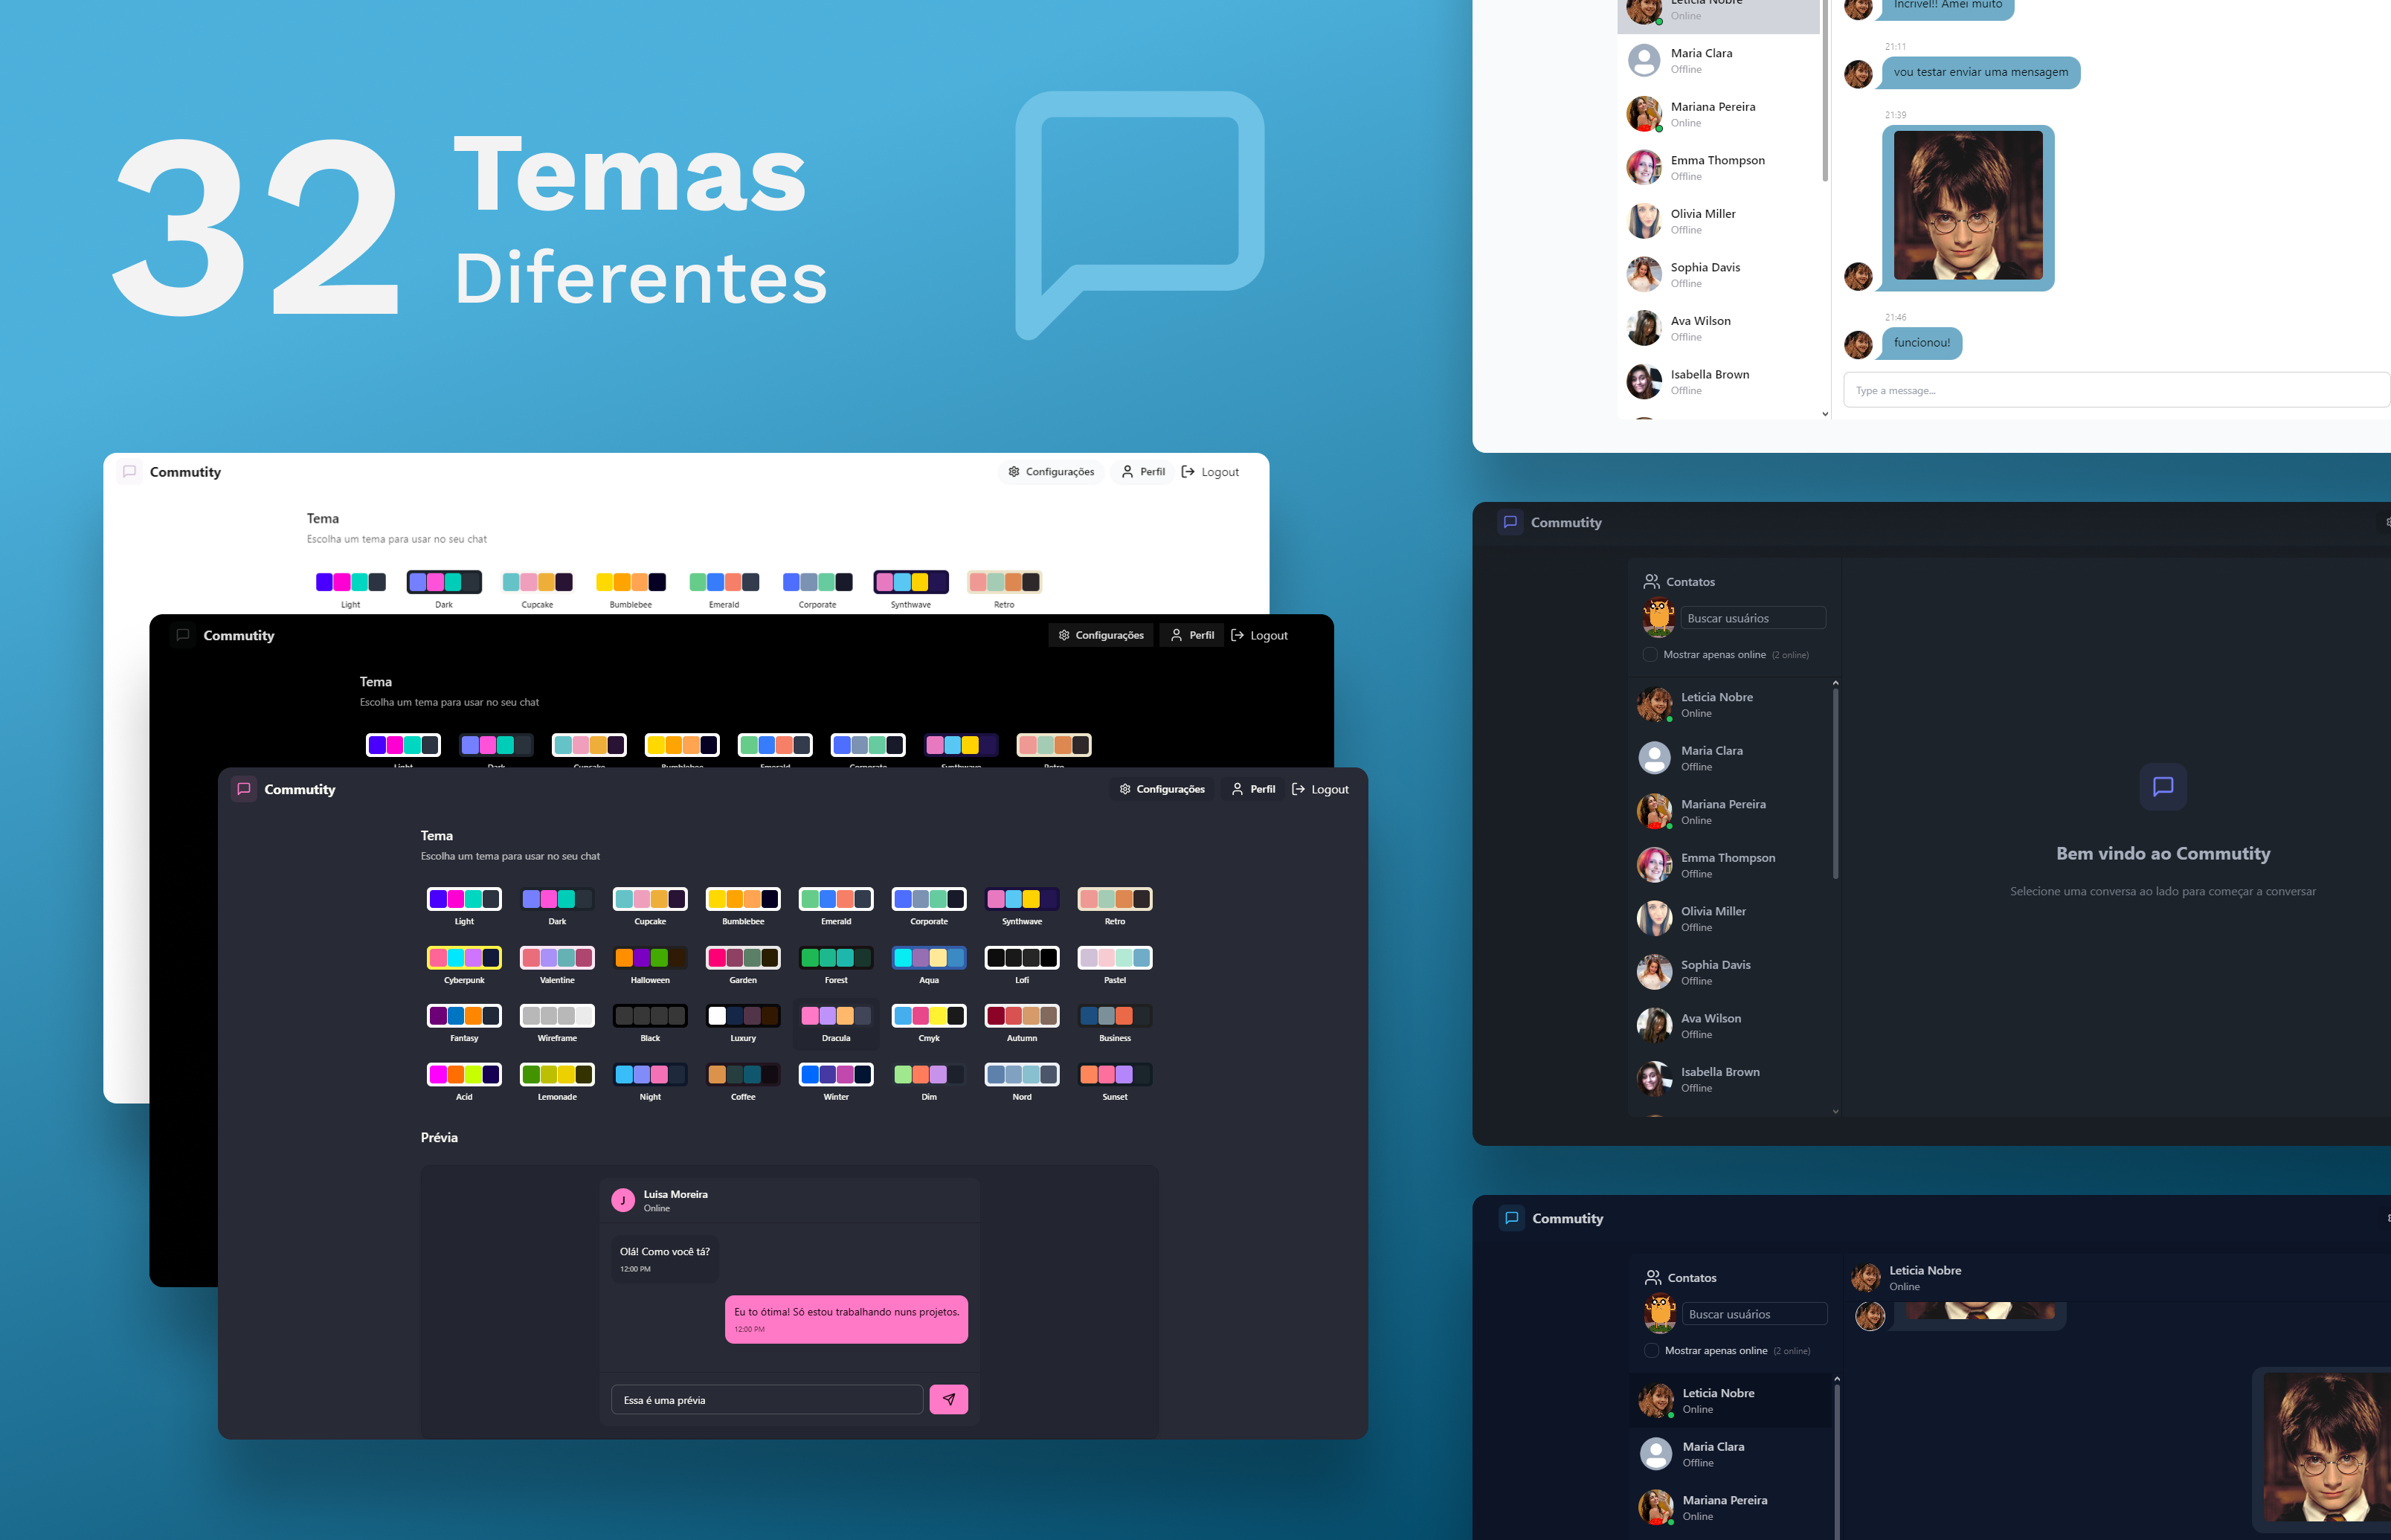 32
Temas
Diferentes
Commutity
Configurações
Perfil
Logout
Tema
Escolha um tema para usar no seu chat
Light
Dark
Cupcake
Bumblebee
Emerald
Corporate
Synthwave
Retro
Commutity
Configurações
Perfil
Logout
Tema
Escolha um tema para usar no seu chat
Light
Dark
Cupcake
Bumblebee
Emerald
Corporate
Synthwave
Retro
Commutity
Configurações
Perfil
Logout
Tema
Escolha um tema para usar no seu chat
Light
Dark
Cupcake
Bumblebee
Emerald
Corporate
Synthwave
Retro
Cyberpunk
Valentine
Halloween
Garden
Forest
Aqua
Lofi
Pastel
Fantasy
Wireframe
Black
Luxury
Dracula
Cmyk
Autumn
Business
Acid
Lemonade
Night
Coffee
Winter
Dim
Nord
Sunset
Prévia
J
Luisa Moreira
Online
Olá! Como você tá?
12:00 PM
Eu to ótima! Só estou trabalhando nuns projetos.
12:00 PM
Essa é uma prévia
Leticia Nobre
Online
Maria Clara
Offline
Mariana Pereira
Online
Emma Thompson
Offline
Olivia Miller
Offline
Sophia Davis
Offline
Ava Wilson
Offline
Isabella Brown
Offline
Incrível!! Amei muito
21:11
vou testar enviar uma mensagem
21:39
21:46
funcionou!
Type a message...
Commutity
Contatos
Buscar usuários
Mostrar apenas online (2 online)
Leticia Nobre
Online
Maria Clara
Offline
Mariana Pereira
Online
Emma Thompson
Offline
Olivia Miller
Offline
Sophia Davis
Offline
Ava Wilson
Offline
Isabella Brown
Offline
Bem vindo ao Commutity
Selecione uma conversa ao lado para começar a conversar
Commutity
Contatos
Buscar usuários
Mostrar apenas online (2 online)
Leticia Nobre
Online
Maria Clara
Offline
Mariana Pereira
Online
Leticia Nobre
Online